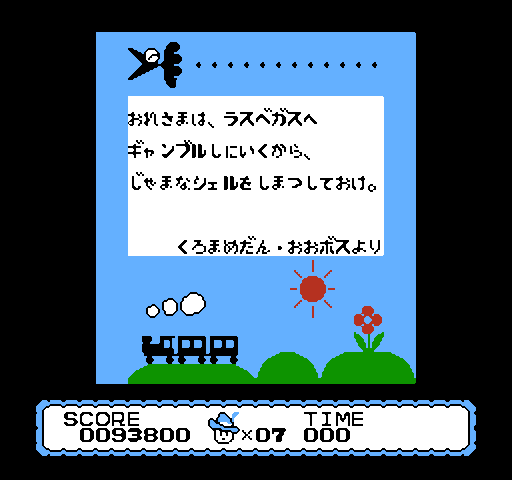 おれさまは、ラスベガスへ
ギャンブルしにいくから、
じゃまなシェルをしまつしておけ。
くろまめだん・おおボスより
SCORE
0093800
×07
TIME
000